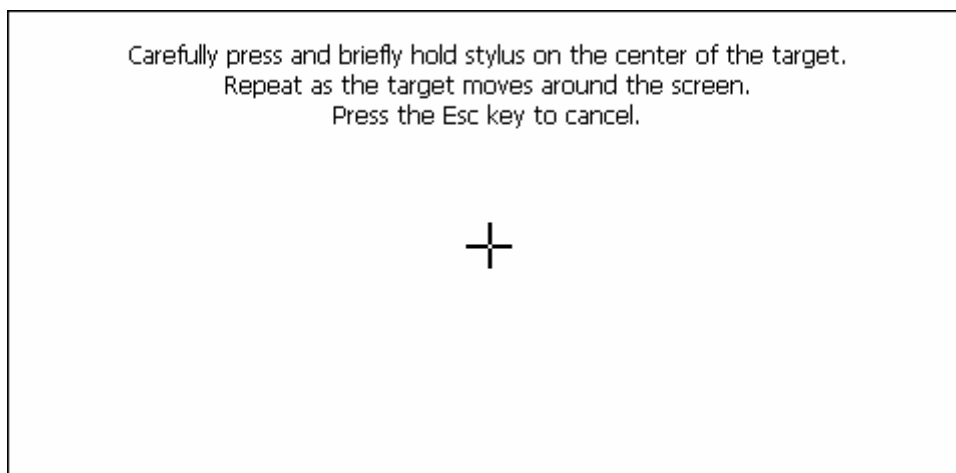 Carefully press and briefly hold stylus on the center of the target.
Repeat as the target moves around the screen.
Press the Esc key to cancel.